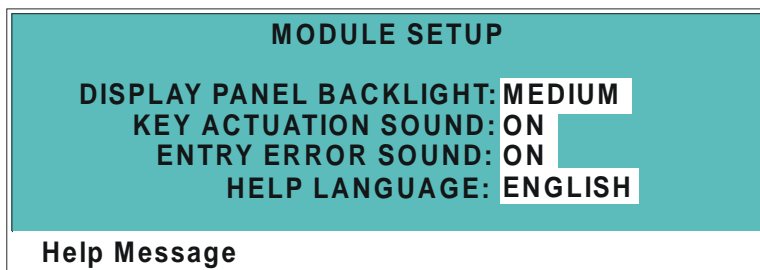 MODULE SETUP
DISPLAY PANEL BACKLIGHT: MEDIUM
KEY ACTUATION SOUND: ON
ENTRY ERROR SOUND: ON
HELP LANGUAGE: ENGLISH
Help Message